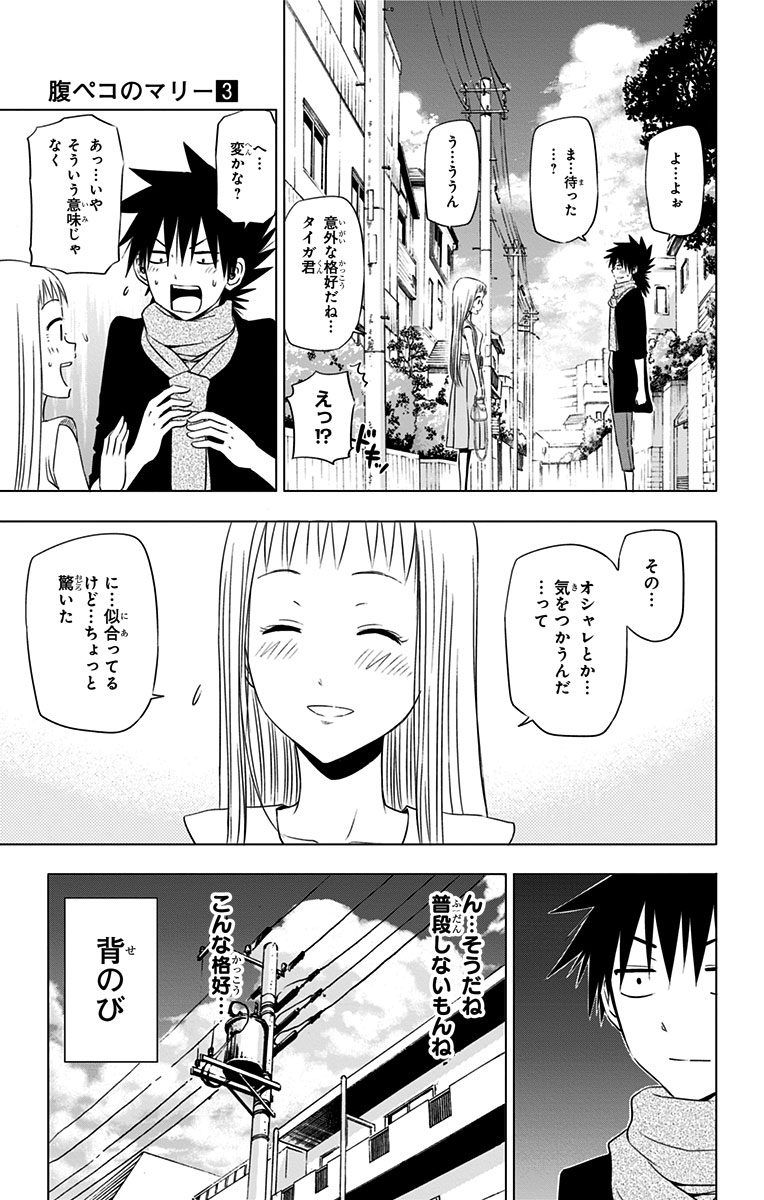 腹ペコのマリー3
よ…よぉ
ま…待った
…?
う…ううん
意外な格好だね…
タイガ君
えっ!?
ドキッ
へ…
変かな?
あっ…いや
そういう意味じゃ
なく
その…
オシャレとか…
気をつかうんだ
…って
に…似合ってる
けど…ちょっと
驚いた
ん…そうだね
普段しないもんね
こんな格好…
背のび